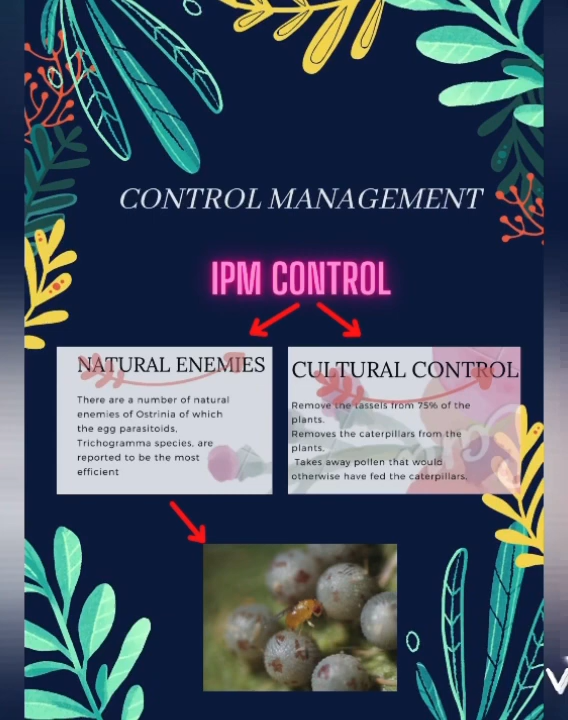 CONTROL MANAGEMENT
IPM CONTROL
NATURAL ENEMIES
There are a number of natural
enemies of Ostrinia of which
the egg parasitoids,
Trichogramma species, are
reported to be the most
efficient
CULTURAL CONTROL
Remove the tassels from 75% of the
plants.
Removes the caterpillars from the
plants.
Takes away pollen that would
otherwise have fed the caterpillars.